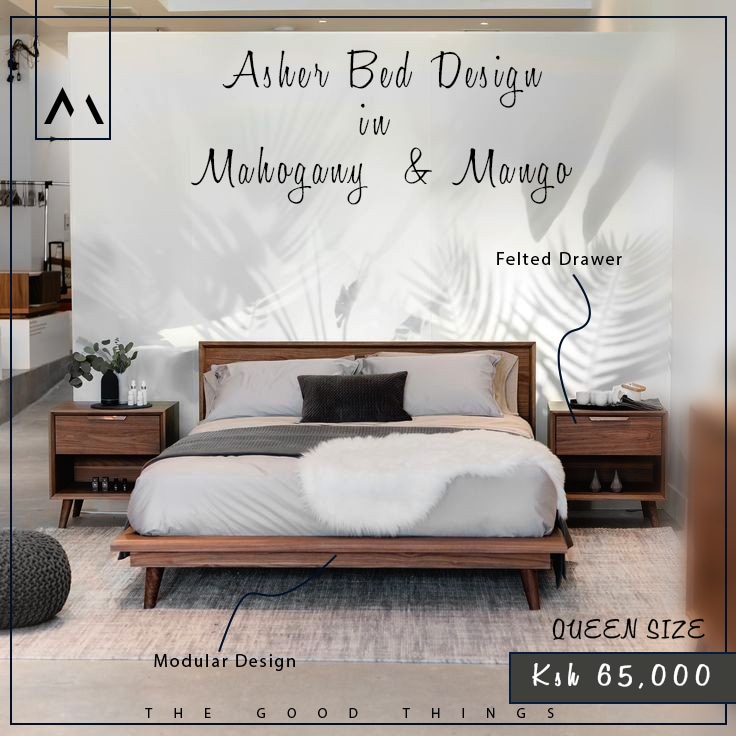 Asher Bed Design
in
Mahogany & Mango
Felted Drawer
Modular Design
QUEEN SIZE
Ksh 65,000
THE GOOD THINGS